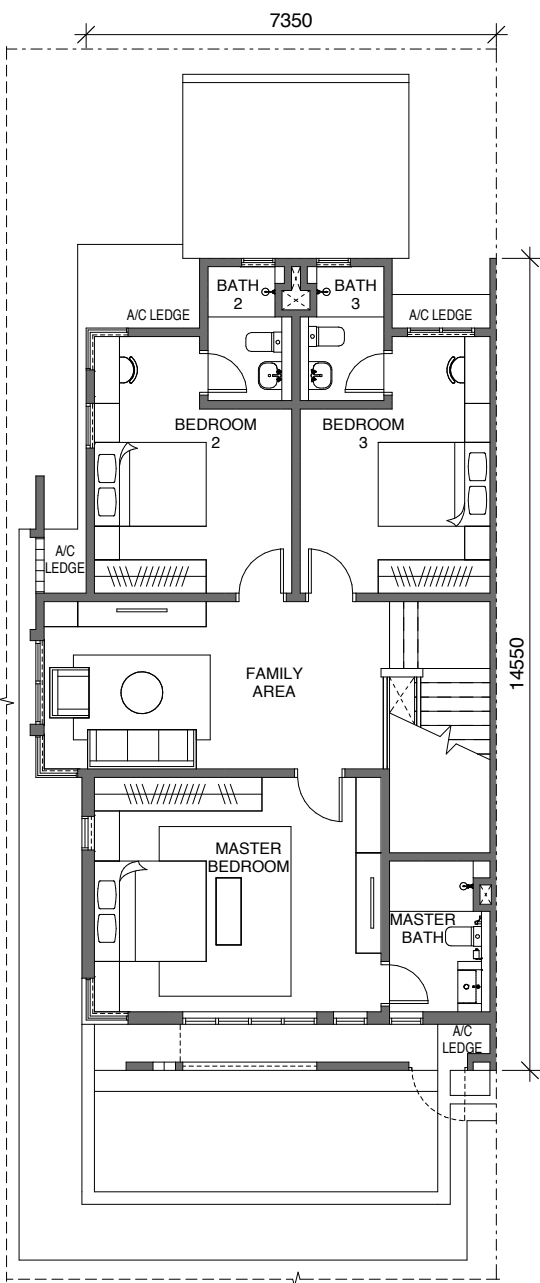 7350
BATH
2
BATH
3
A/C LEDGE
A/C LEDGE
BEDROOM
2
BEDROOM
3
A/C
LEDGE
FAMILY
AREA
14550
MASTER
BEDROOM
MASTER
BATH
A/C
LEDGE